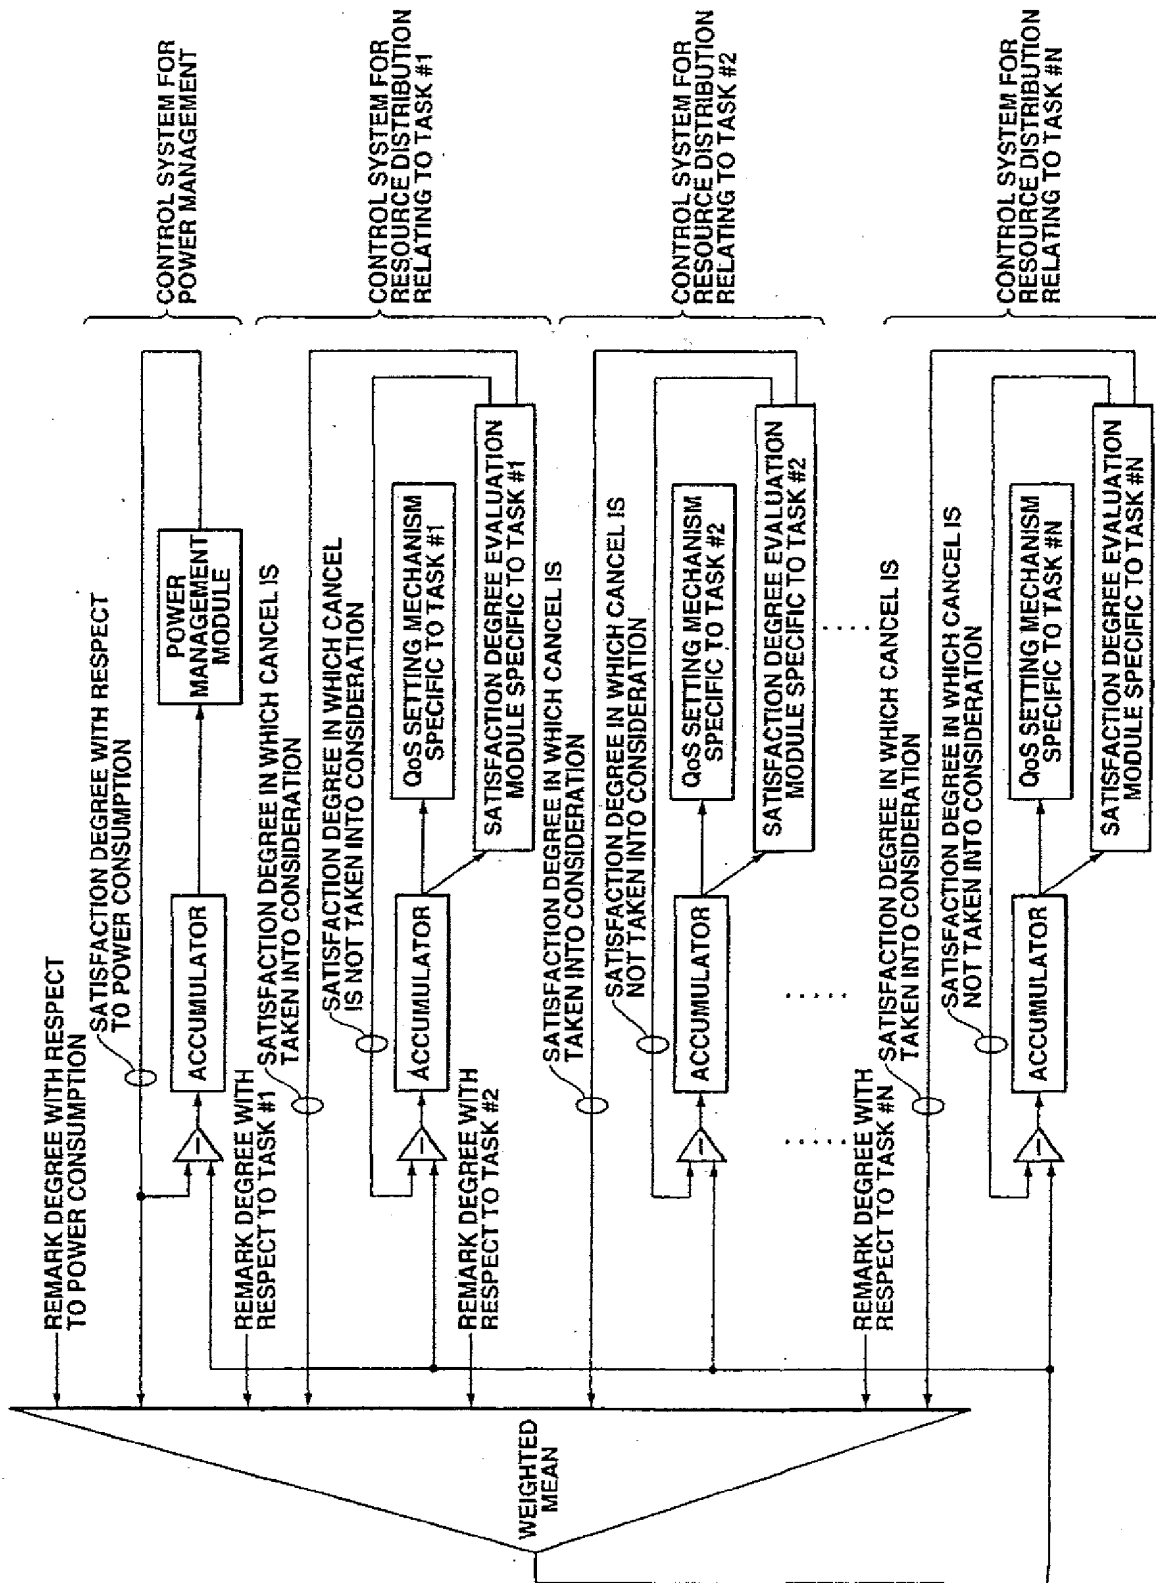 REMARK DEGREE WITH RESPECT
TO POWER CONSUMPTION
SATISFACTION DEGREE WITH RESPECT
TO POWER CONSUMPTION
ACCUMULATOR
POWER
MANAGEMENT
MODULE
CONTROL SYSTEM FOR
POWER MANAGEMENT
REMARK DEGREE WITH
RESPECT TO TASK #1
SATISFACTION DEGREE IN WHICH CANCEL IS
TAKEN INTO CONSIDERATION
SATISFACTION DEGREE IN WHICH CANCEL
IS NOT TAKEN INTO CONSIDERATION
ACCUMULATOR
QoS SETTING MECHANISM
SPECIFIC TO TASK #1
SATISFACTION DEGREE EVALUATION
MODULE SPECIFIC TO TASK #1
CONTROL SYSTEM FOR
RESOURCE DISTRIBUTION
RELATING TO TASK #1
REMARK DEGREE WITH
RESPECT TO TASK #2
SATISFACTION DEGREE IN WHICH CANCEL IS
TAKEN INTO CONSIDERATION
SATISFACTION DEGREE IN WHICH CANCEL IS
NOT TAKEN INTO CONSIDERATION
ACCUMULATOR
QoS SETTING MECHANISM
SPECIFIC TO TASK #2
SATISFACTION DEGREE EVALUATION
MODULE SPECIFIC TO TASK #2
CONTROL SYSTEM FOR
RESOURCE DISTRIBUTION
RELATING TO TASK #2
REMARK DEGREE WITH
RESPECT TO TASK #N
SATISFACTION DEGREE IN WHICH CANCEL IS
TAKEN INTO CONSIDERATION
SATISFACTION DEGREE IN WHICH CANCEL IS
NOT TAKEN INTO CONSIDERATION
ACCUMULATOR
QoS SETTING MECHANISM
SPECIFIC TO TASK #N
SATISFACTION DEGREE EVALUATION
MODULE SPECIFIC TO TASK #N
CONTROL SYSTEM FOR
RESOURCE DISTRIBUTION
RELATING TO TASK #N
WEIGHTED
MEAN